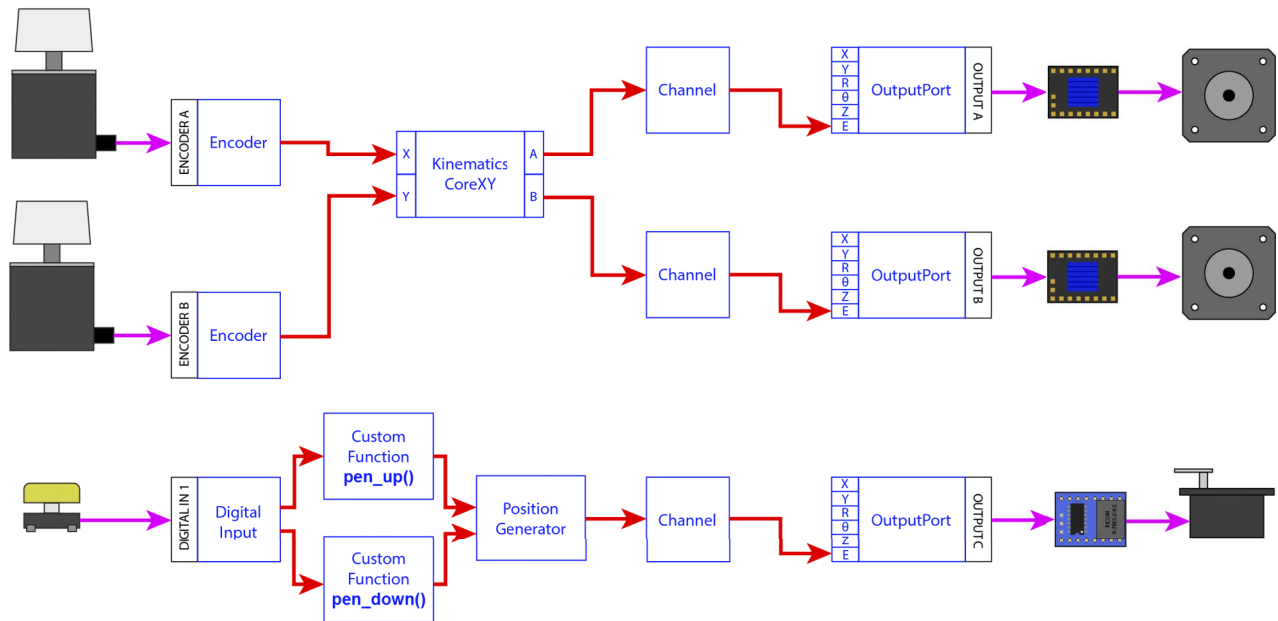 ENCODER A
Encoder
X
Y
Kinematics
CoreXY
A
B
Channel
X
Y
R
θ
Z
E
OutputPort
OUTPUT A
ENCODER B
Encoder
Channel
X
Y
R
θ
Z
E
OutputPort
OUTPUT B
DIGITAL IN 1
Digital
Input
Custom
Function
pen_up()
Custom
Function
pen_down()
Position
Generator
Channel
X
Y
R
θ
Z
E
OutputPort
OUTPUT C